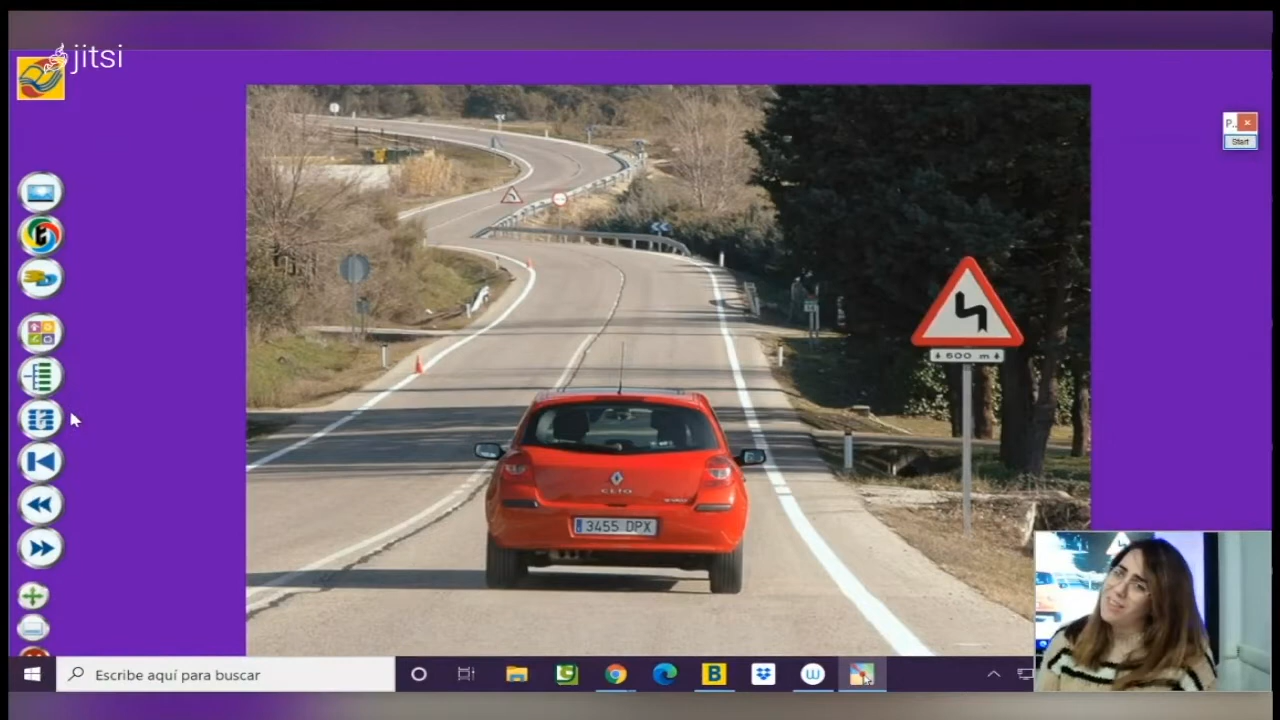 jitsi
P...
Start
600 m
CLIO
3455 DPX
Escribe aquí para buscar